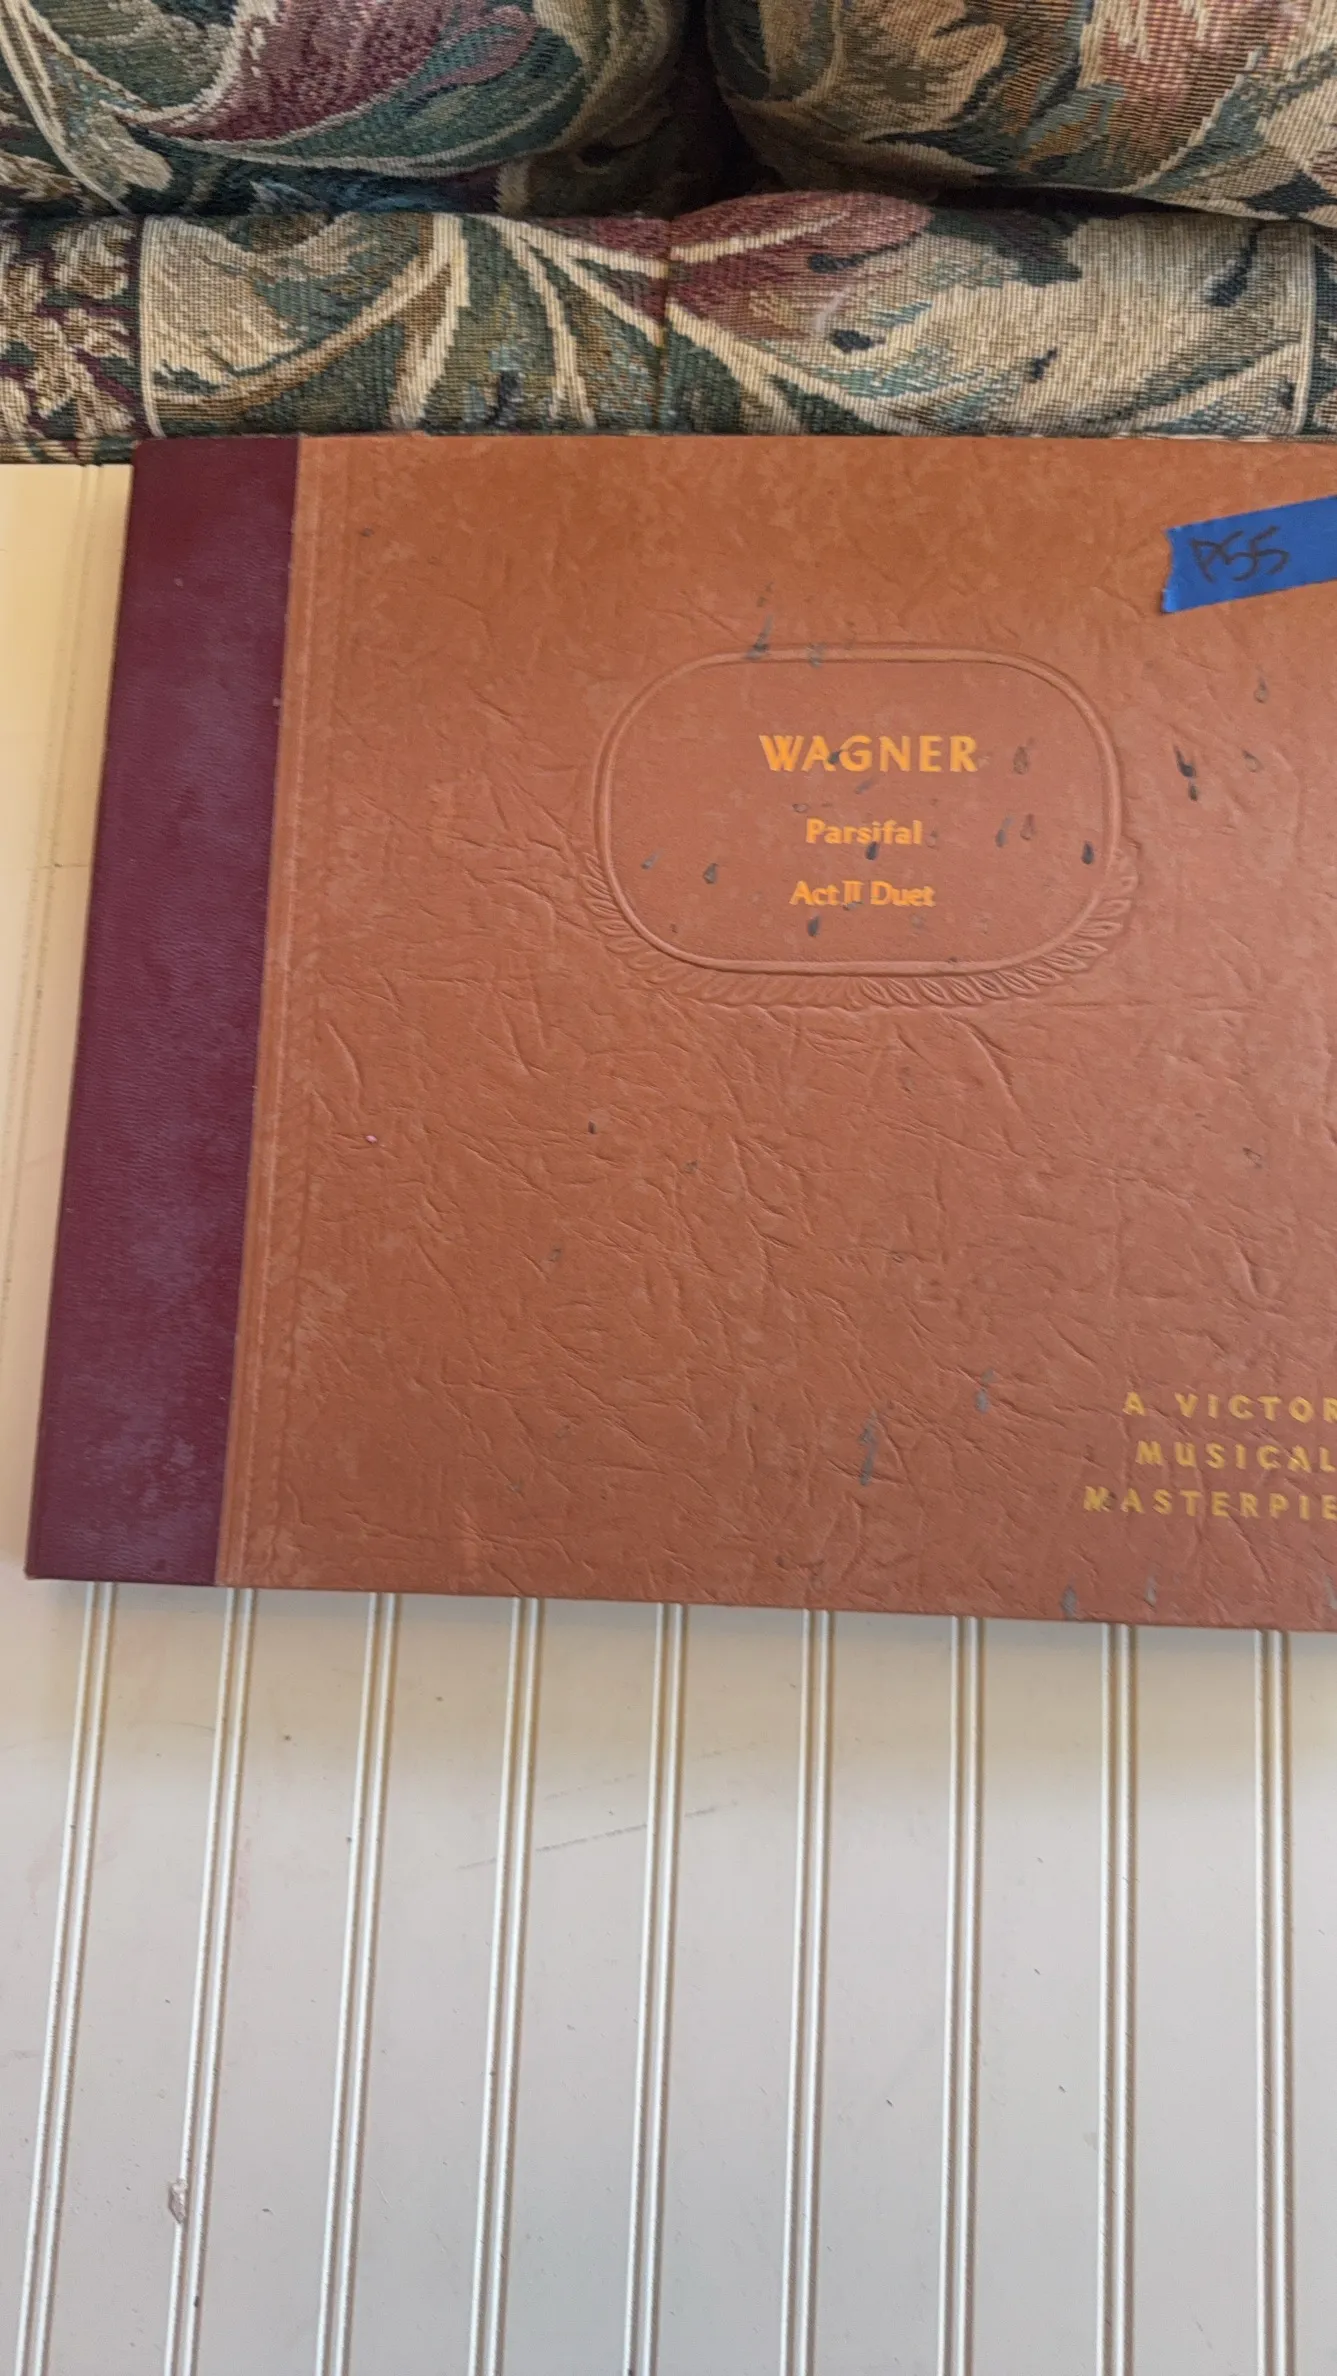 P55
WAGNER
Parsifal
Act II Duet
A VICTOR
MUSICAL
MASTERPIE